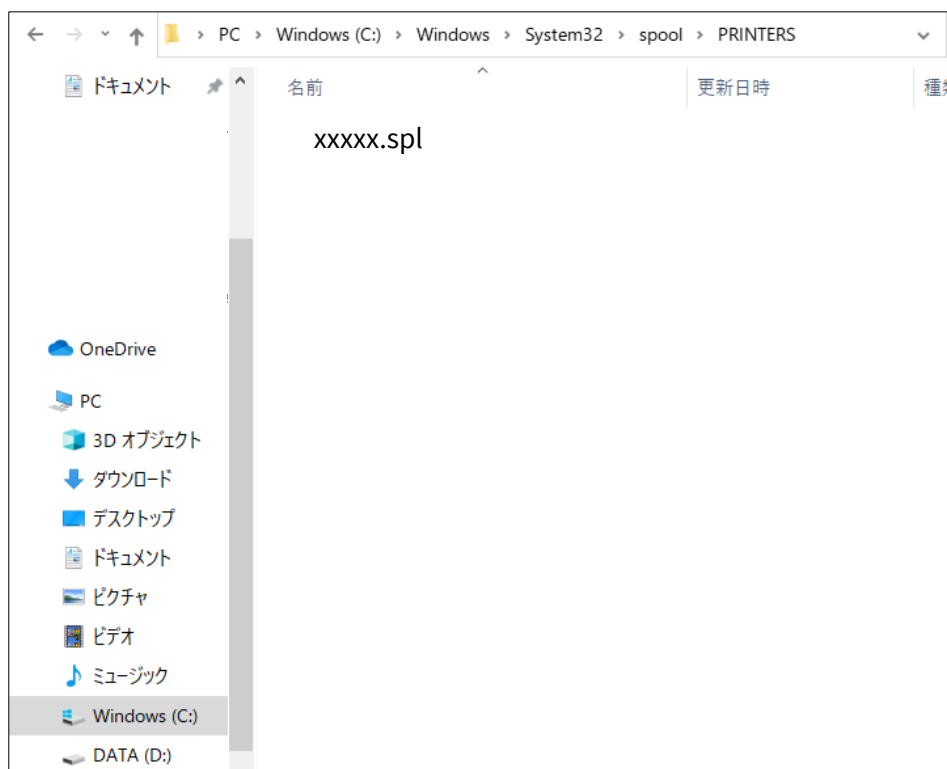 PC > Windows (C:) > Windows > System32 > spool > PRINTERS
ドキュメント
名前
更新日時
xxxxx.spl
OneDrive
PC
3D オブジェクト
ダウンロード
デスクトップ
ドキュメント
ピクチャ
ビデオ
ミュージック
Windows (C:)
DATA (D:)